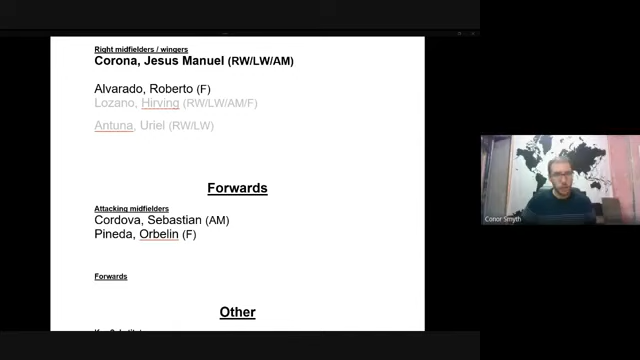 Right midfielders / wingers
Corona, Jesus Manuel (RW/LW/AM)
Alvarado, Roberto (F)
Lozano, Hirving (RW/LW/AM/F)
Antuna, Uriel (RW/LW)
Forwards
Attacking midfielders
Cordova, Sebastian (AM)
Pineda, Orbelin (F)
Forwards
Other
Conor Smyth